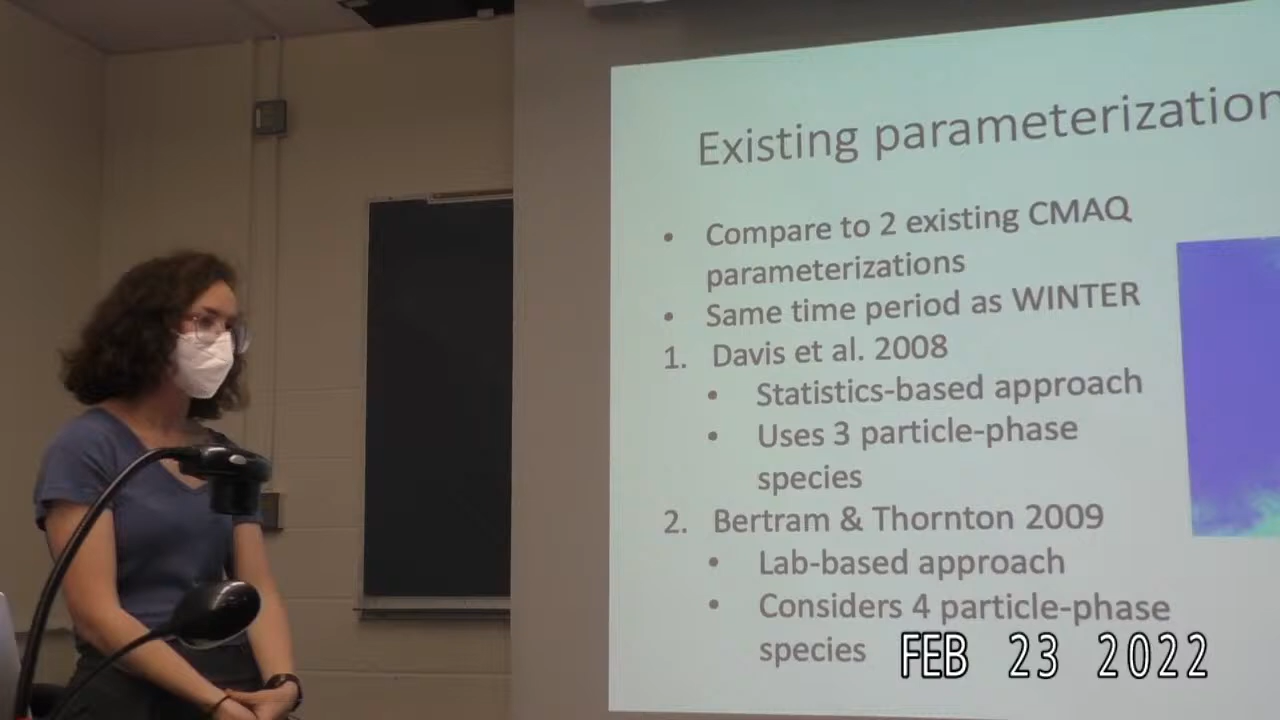 Existing parameterization
• Compare to 2 existing CMAQ
parameterizations
• Same time period as WINTER
1. Davis et al. 2008
• Statistics-based approach
• Uses 3 particle-phase
species
2. Bertram & Thornton 2009
• Lab-based approach
• Considers 4 particle-phase
species
FEB 23 2022